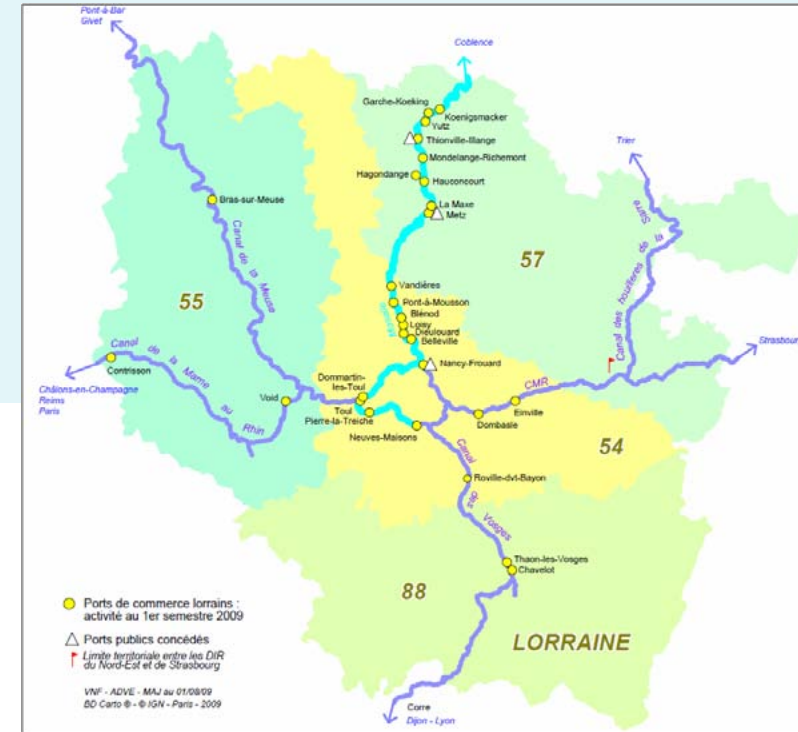 Pont-à-Bar
Givet
Coblence
Garche-Koeking
Koenigsmacker
Yutz
Thionville-Illange
Mondelange-Richemont
Hagondange
Hauconcourt
La Maxe
Metz
Trier
Bras-sur-Meuse
Canal de la Meuse
55
57
Canal des houillères de la Sarre
Vandières
Pont-à-Mousson
Blénod
Loisy
Dieulouard
Belleville
Strasbour
Canal de la Marne au Rhin
Contrisson
Châlons-en-Champagne
Reims
Paris
Nancy-Frouard
Dommartin-
les-Toul
Void
Toul
Pierre-la-Treiche
Neuves-Maisons
CMR
Einville
Dombasle
54
Canal des Vosges
Roville-dvt-Bayon
Thaon-les-Vosges
Chavelot
88
LORRAINE
Ports de commerce lorrains :
activité au 1er semestre 2009
Ports publics concédés
Limite territoriale entre les DIR
du Nord-Est et de Strasbourg
VNF - ADVE - MAJ au 01/08/09
BD Carto ® - © IGN - Paris - 2009
Corre
Dijon - Lyon